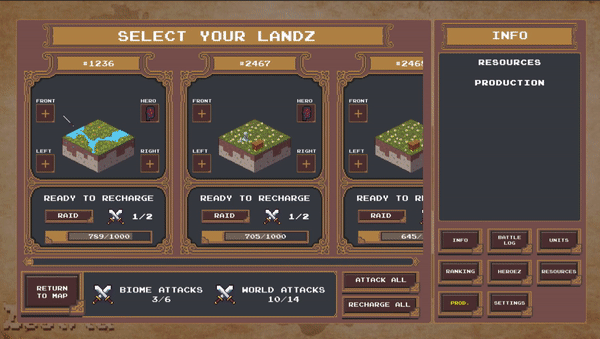 SELECT YOUR LANDZ
#1236
#2467
FRONT
HERO
LEFT
RIGHT
FRONT
HERO
LEFT
RIGHT
FRONT
LEFT
READY TO RECHARGE
RAID
1/2
789/1000
READY TO RECHARGE
RAID
1/2
705/1000
READY TO R
RAID
645/
RETURN
TO MAP
BIOME ATTACKS
3/6
WORLD ATTACKS
10/14
ATTACK ALL
RECHARGE ALL
INFO
RESOURCES
PRODUCTION
INFO
BATTLE
LOG
UNITS
RANKING
HEROEZ
RESOURCES
PROD.
SETTINGS